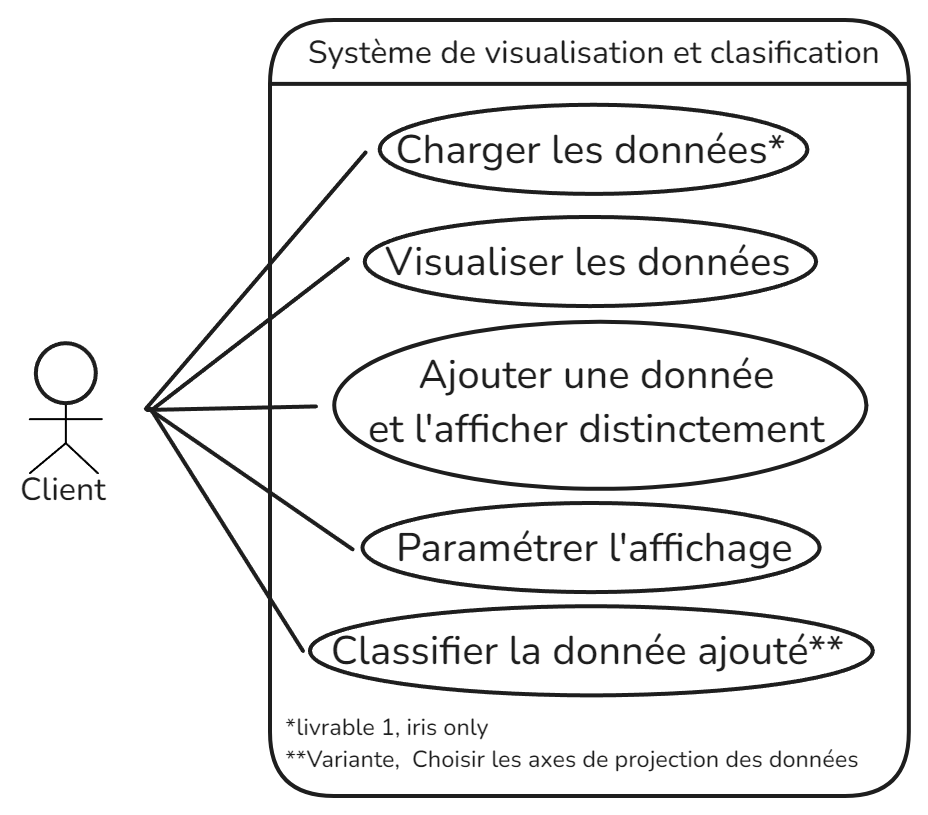 Système de visualisation et clasification
Charger les données*
Visualiser les données
Ajouter une donnée
et l'afficher distinctement
Paramétrer l'affichage
Client
Classifier la donnée ajouté**
*livrable 1, iris only
**Variante, Choisir les axes de projection des données